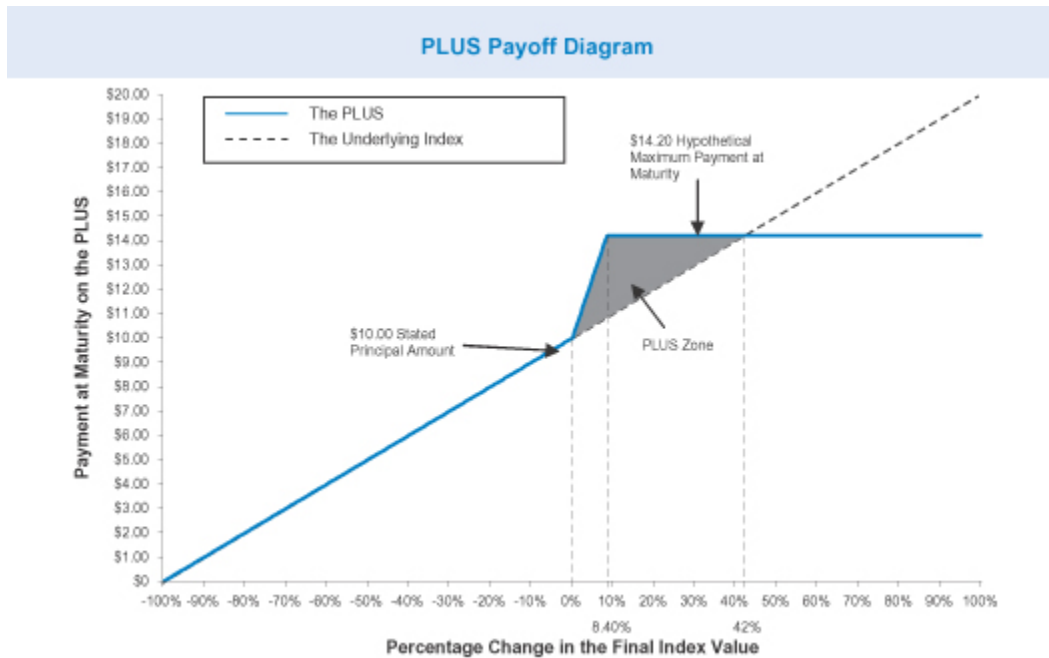 PLUS Payoff Diagram
$20.00
$19.00
$18.00
$17.00
$16.00
$15.00
$14.00
$13.00
$12.00
$11.00
$10.00
$9.00
$8.00
$7.00
$6.00
$5.00
$4.00
$3.00
$2.00
$1.00
$0
Payment at Maturity on the PLUS
The PLUS
The Underlying Index
$14.20 Hypothetical
Maximum Payment at
Maturity
$10.00 Stated
Principal Amount
PLUS Zone
-100% -90% -80% -70% -60% -50% -40% -30% -20% -10% 0% 10% 20% 30% 40% 50% 60% 70% 80% 90% 100%
8.40% 42%
Percentage Change in the Final Index Value